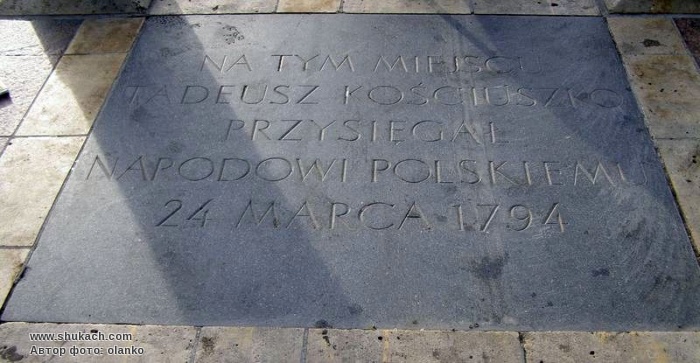 NA TYM MIEJSCU
TADEUSZ KOŚCIUSZKO
PRZYSIĘGAŁ
NARODOWI POLSKIEMU
24 MARCA 1794
www.shukach.com
Автор фото: olanko